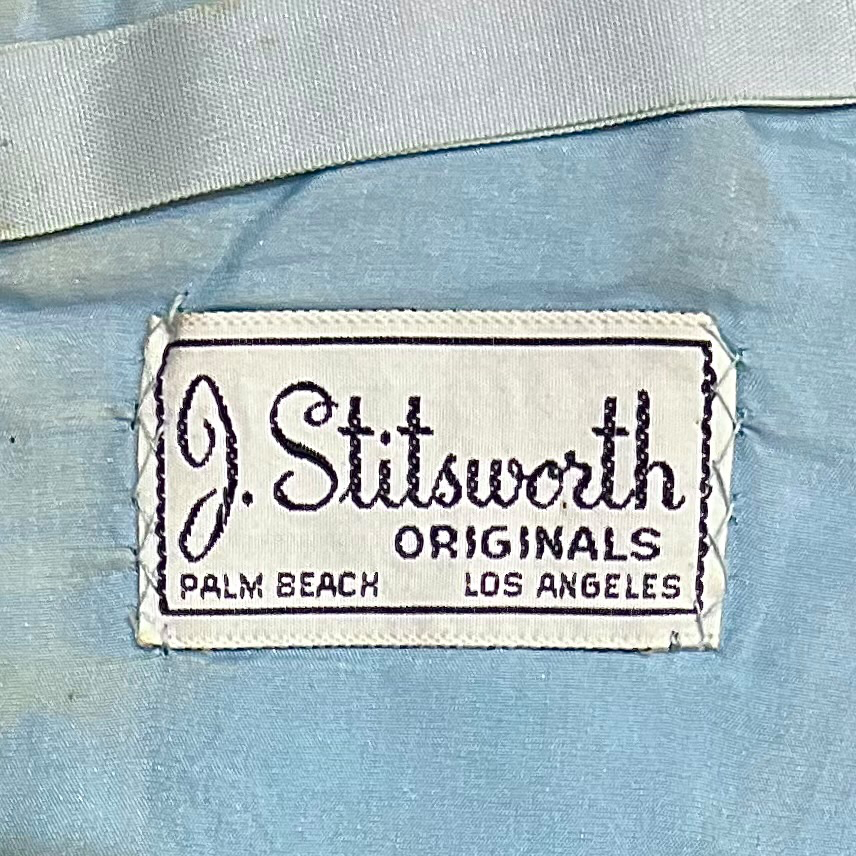 J. Stitsworth
ORIGINALS
PALM BEACH LOS ANGELES